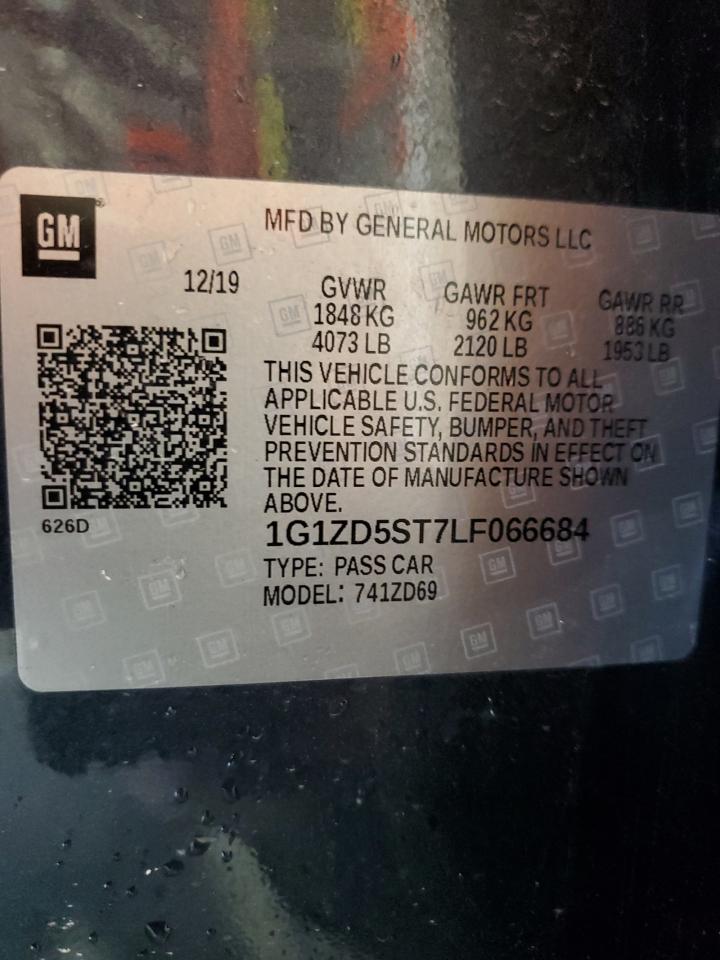 GM
MFD BY GENERAL MOTORS LLC
12/19 GVWR GAWR FRT GAWR RR
1848 KG 962 KG 886 KG
4073 LB 2120 LB 1953 LB
THIS VEHICLE CONFORMS TO ALL
APPLICABLE U.S. FEDERAL MOTOR
VEHICLE SAFETY, BUMPER, AND THEFT
PREVENTION STANDARDS IN EFFECT ON
THE DATE OF MANUFACTURE SHOWN
ABOVE.
626D
1G1ZD5ST7LF066684
TYPE: PASS CAR
MODEL: 741ZD69